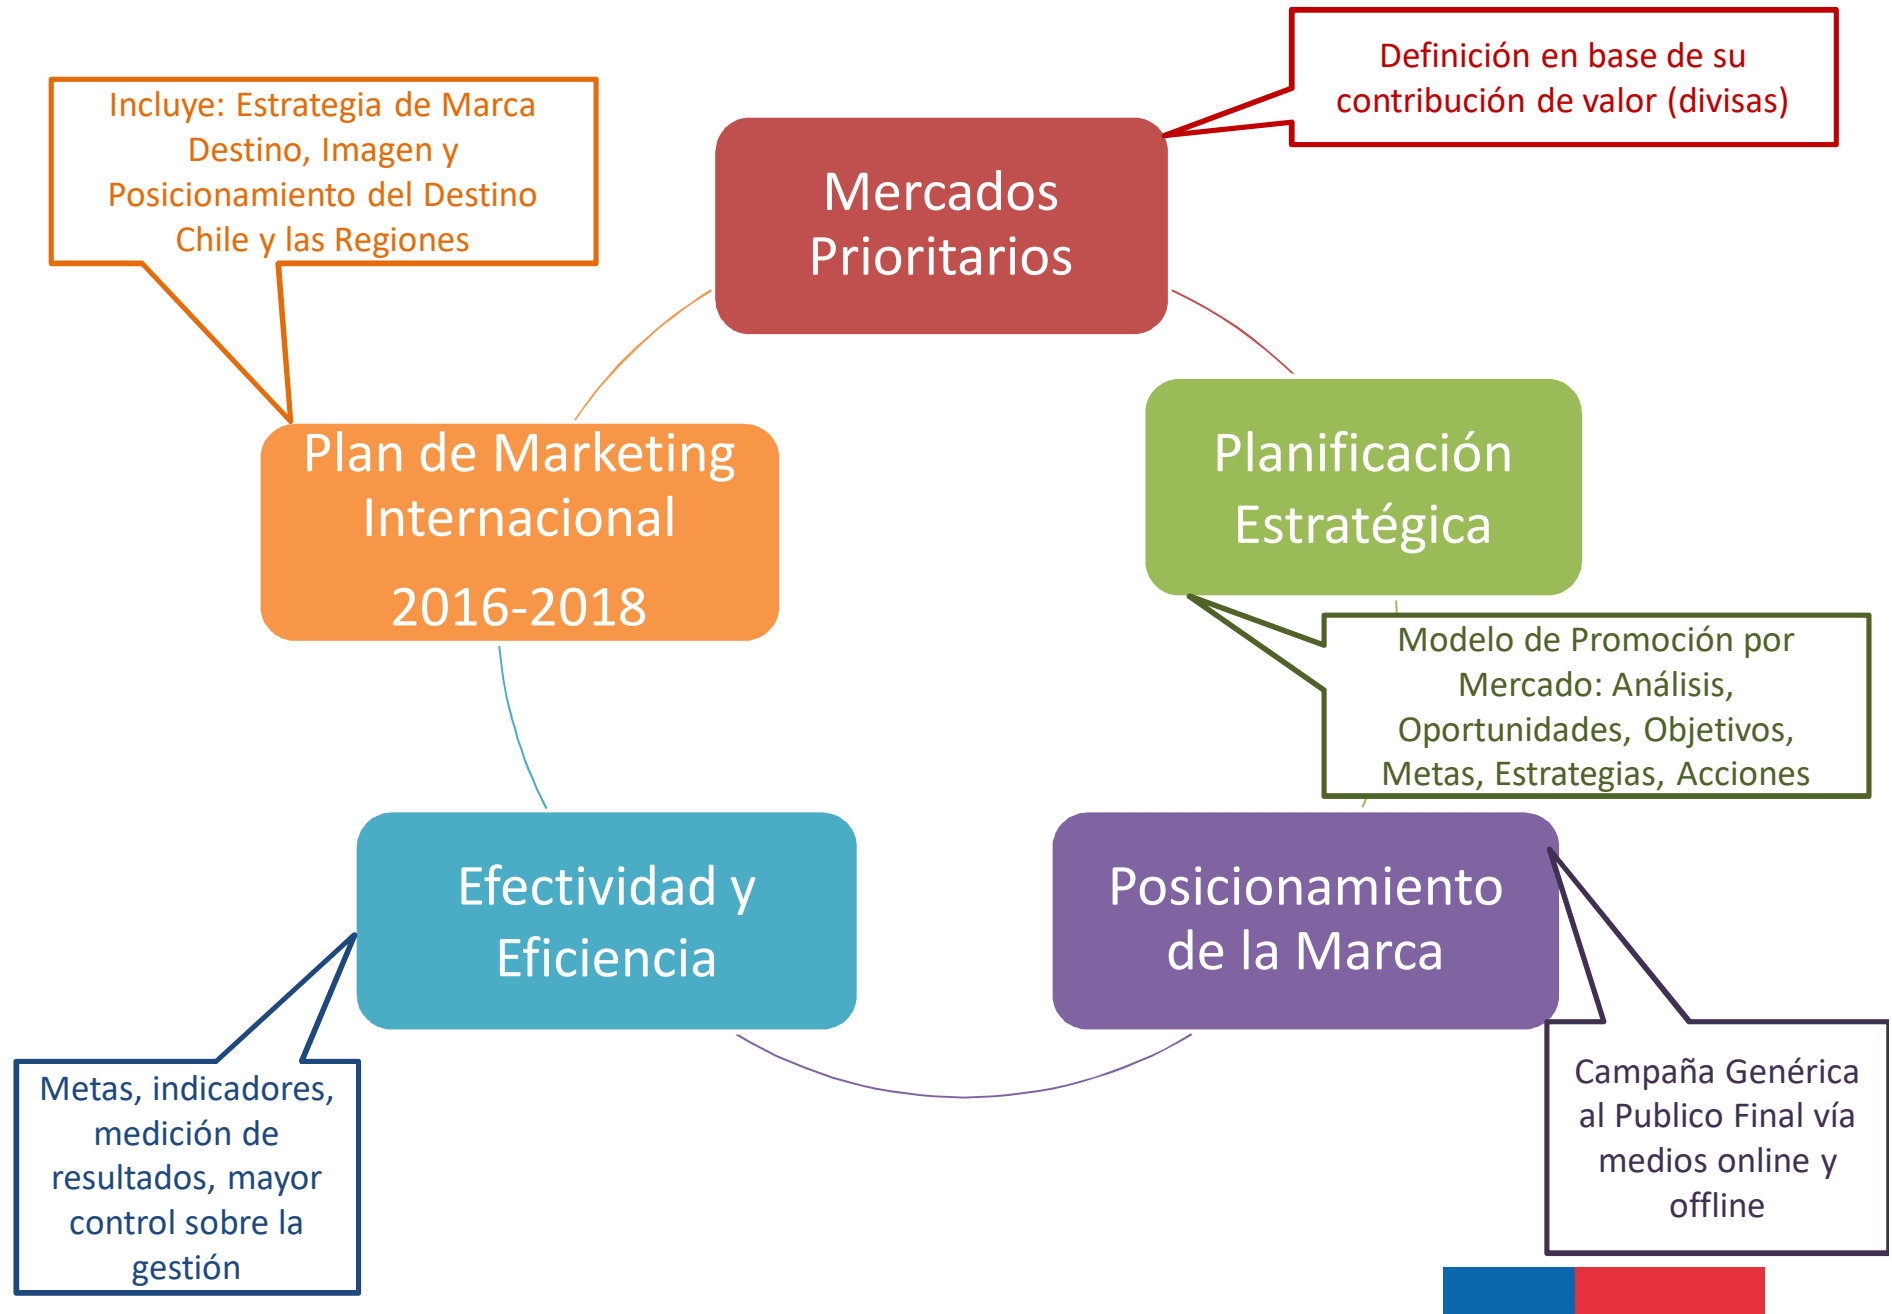 Definición en base de su
contribución de valor (divisas)
Incluye: Estrategia de Marca
Destino, Imagen y
Posicionamiento del Destino
Chile y las Regiones
Mercados
Prioritarios
Plan de Marketing
Internacional
2016-2018
Planificación
Estratégica
Modelo de Promoción por
Mercado: Análisis,
Oportunidades, Objetivos,
Metas, Estrategias, Acciones
Efectividad y
Eficiencia
Posicionamiento
de la Marca
Metas, indicadores,
medición de
resultados, mayor
control sobre la
gestión
Campaña Genérica
al Publico Final vía
medios online y
offline